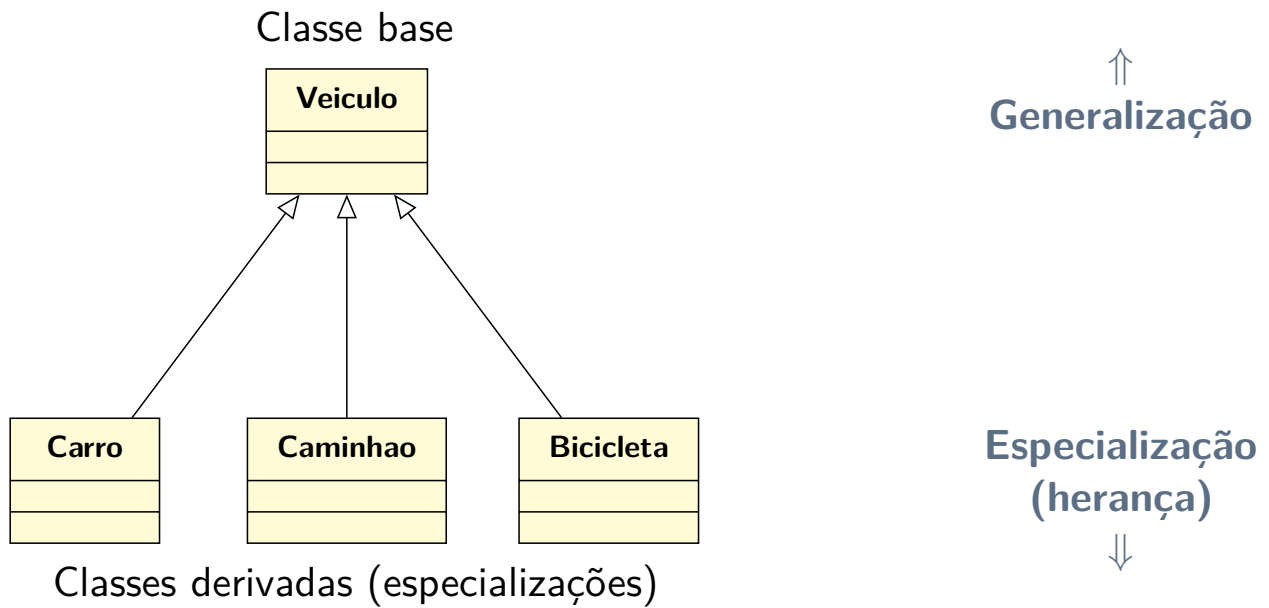 Classe base
Veiculo
⇑
Generalização
Carro
Caminhao
Bicicleta
Especialização
(herança)
⇓
Classes derivadas (especializações)